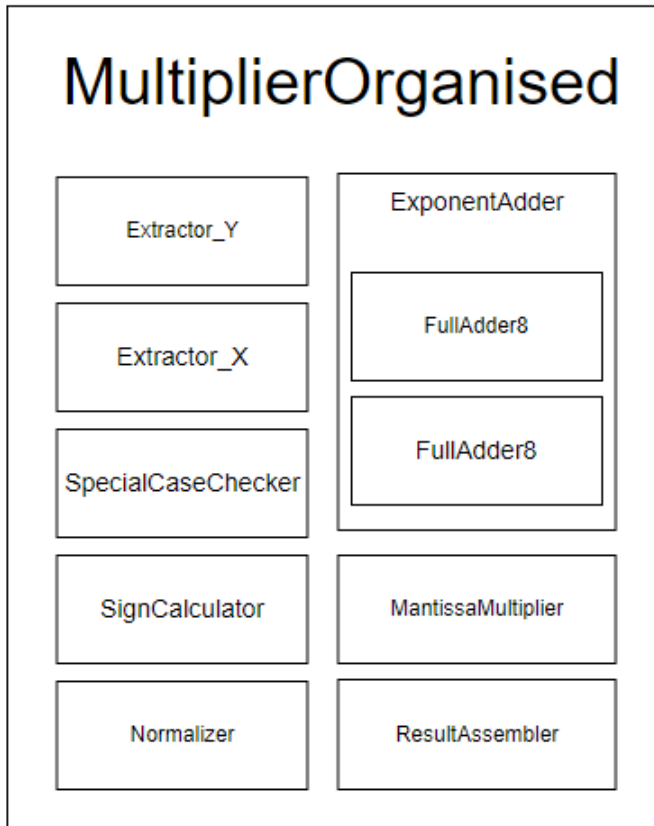 MultiplierOrganised
Extractor_Y
Extractor_X
SpecialCaseChecker
SignCalculator
Normalizer
ExponentAdder
FullAdder8
FullAdder8
MantissaMultiplier
ResultAssembler